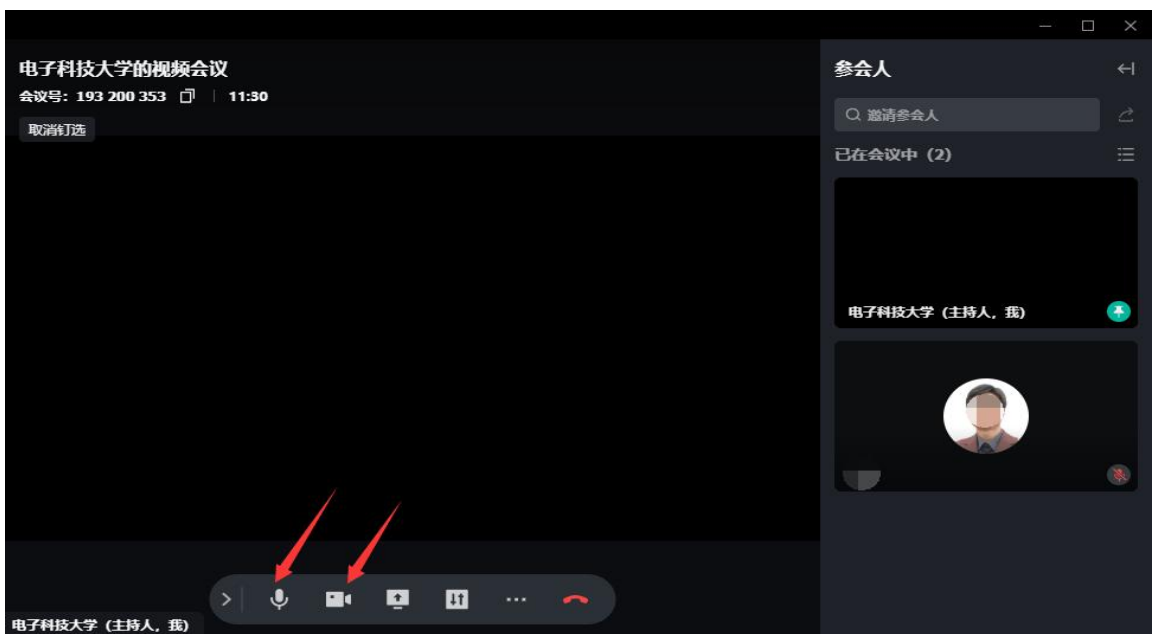 电子科技大学的视频会议
会议号：193 200 353 | 11:30
取消钉选
参会人
邀请参会人
已在会议中（2）
电子科技大学（主持人，我）
电子科技大学（主持人，我）